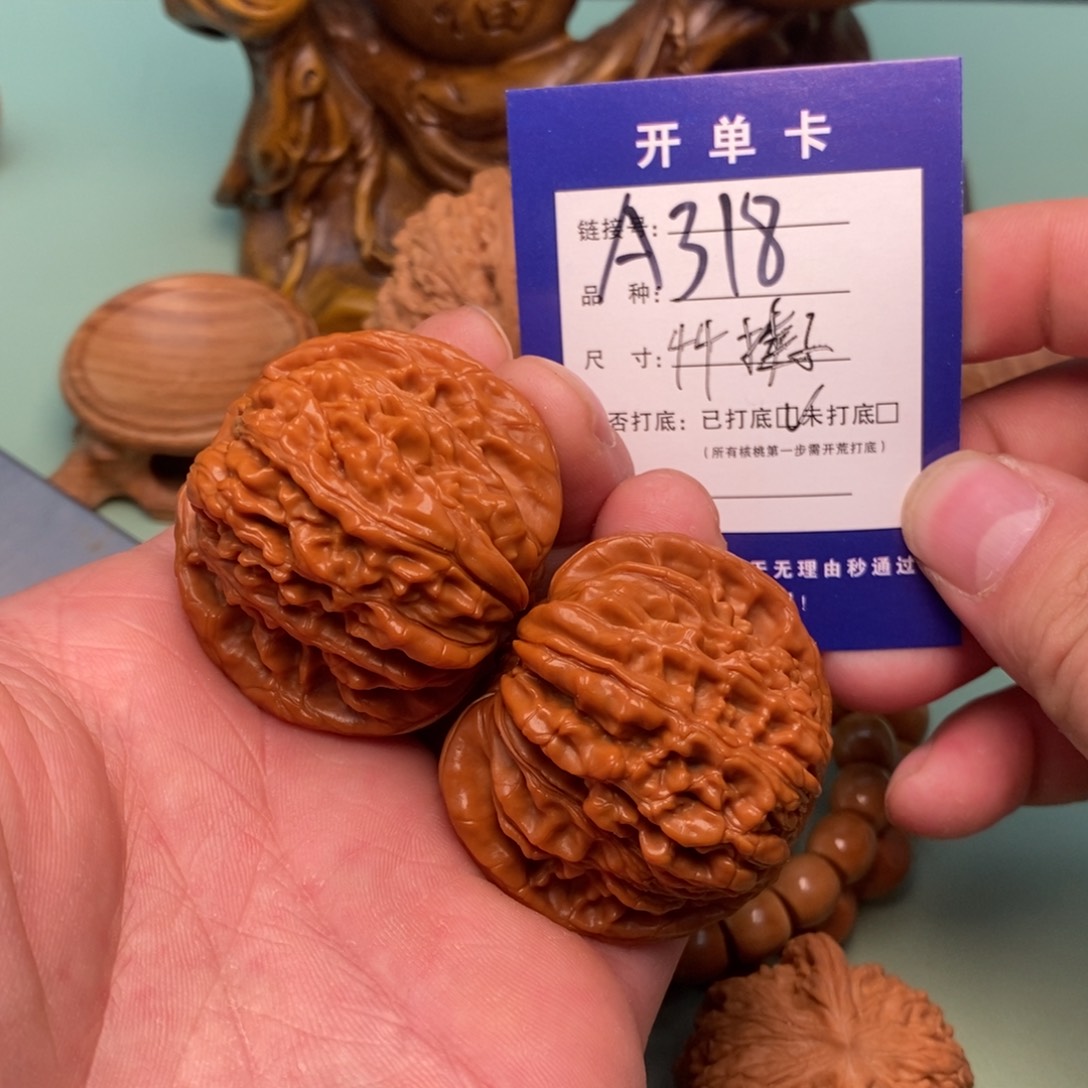 开单卡
链接号：A318
品 种：
尺 寸：44
否打底：已打底☑未打底□
（所有核桃第一步需开荒打底）
无理由秒通过
！